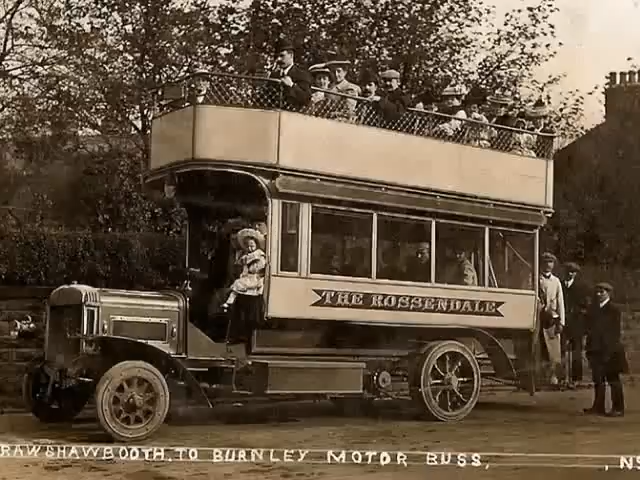 THE ROSSENDALE
RAWSHAWBOOTH. TO BURNLEY MOTOR BUSS, , NS